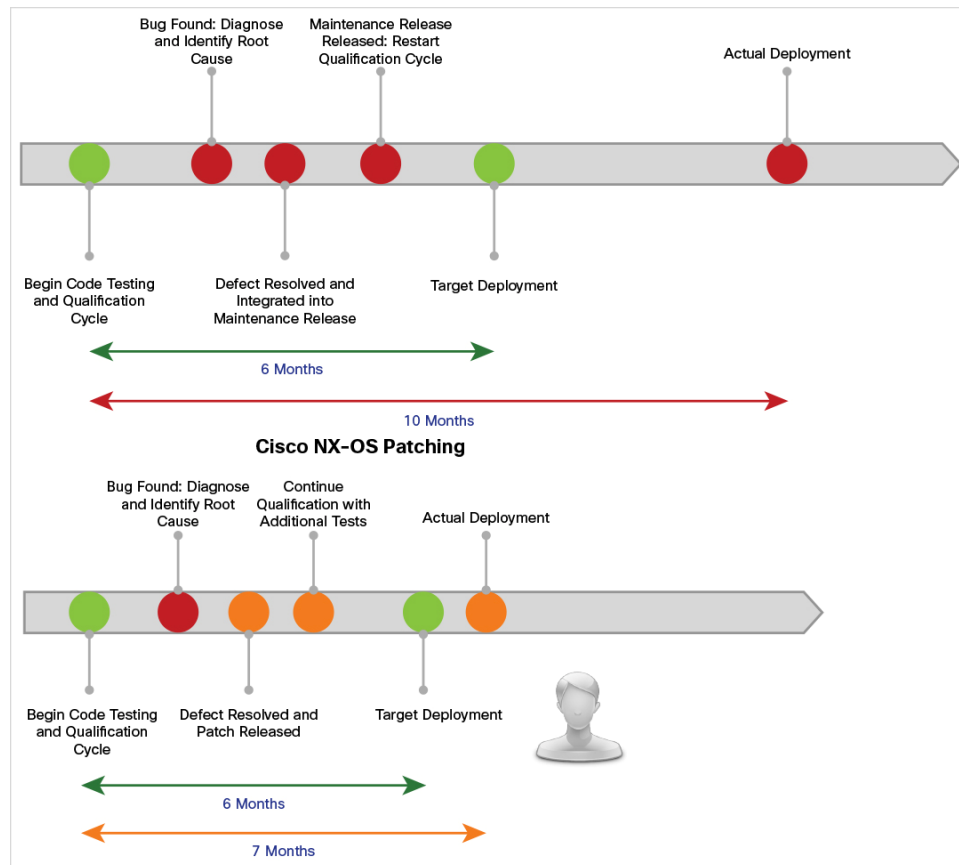 Bug Found: Diagnose
and Identify Root
Cause
Maintenance Release
Released: Restart
Qualification Cycle
Actual Deployment
Begin Code Testing
and Qualification
Cycle
Defect Resolved and
Integrated into
Maintenance Release
Target Deployment
6 Months
10 Months
Cisco NX-OS Patching
Bug Found: Diagnose
and Identify Root
Cause
Continue
Qualification with
Additional Tests
Actual Deployment
Begin Code Testing
and Qualification
Cycle
Defect Resolved and
Patch Released
Target Deployment
6 Months
7 Months